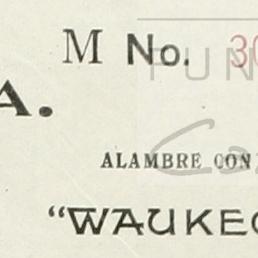 M No. 30
A.
ALAMBRE CON
"WAUKEG